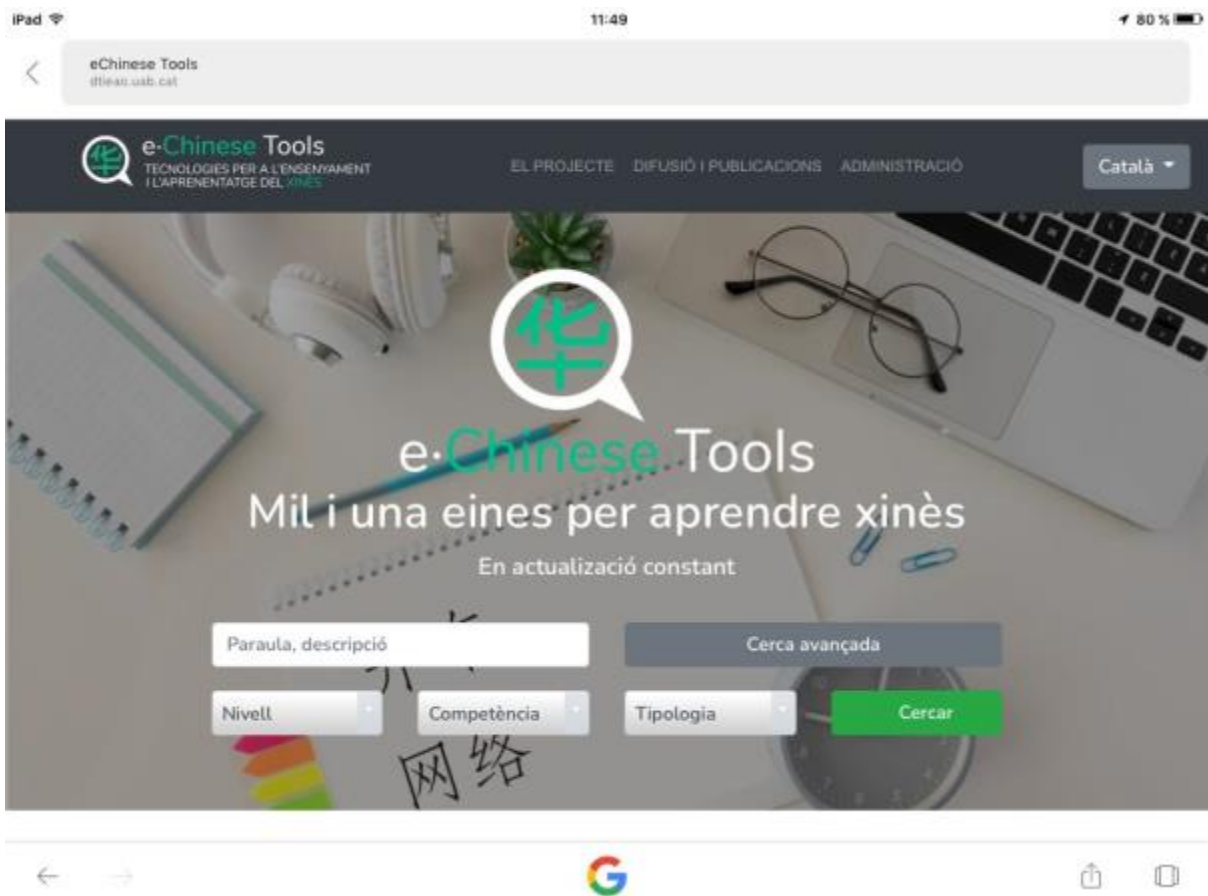 iPad
11:49
80 %
eChinese Tools
华
e·Chinese Tools
TECNOLOGIES PER A L'ENSENYAMENT
I L'APRENENTATGE DEL XINÈS
EL PROJECTE DIFUSIÓ I PUBLICACIONS ADMINISTRACIÓ
Català
华
e·Chinese Tools
Mil i una eines per aprendre xinès
En actualització constant
Paraula, descripció
Cerca avançada
Nivell
Competència
Tipologia
Cercar
网络
G